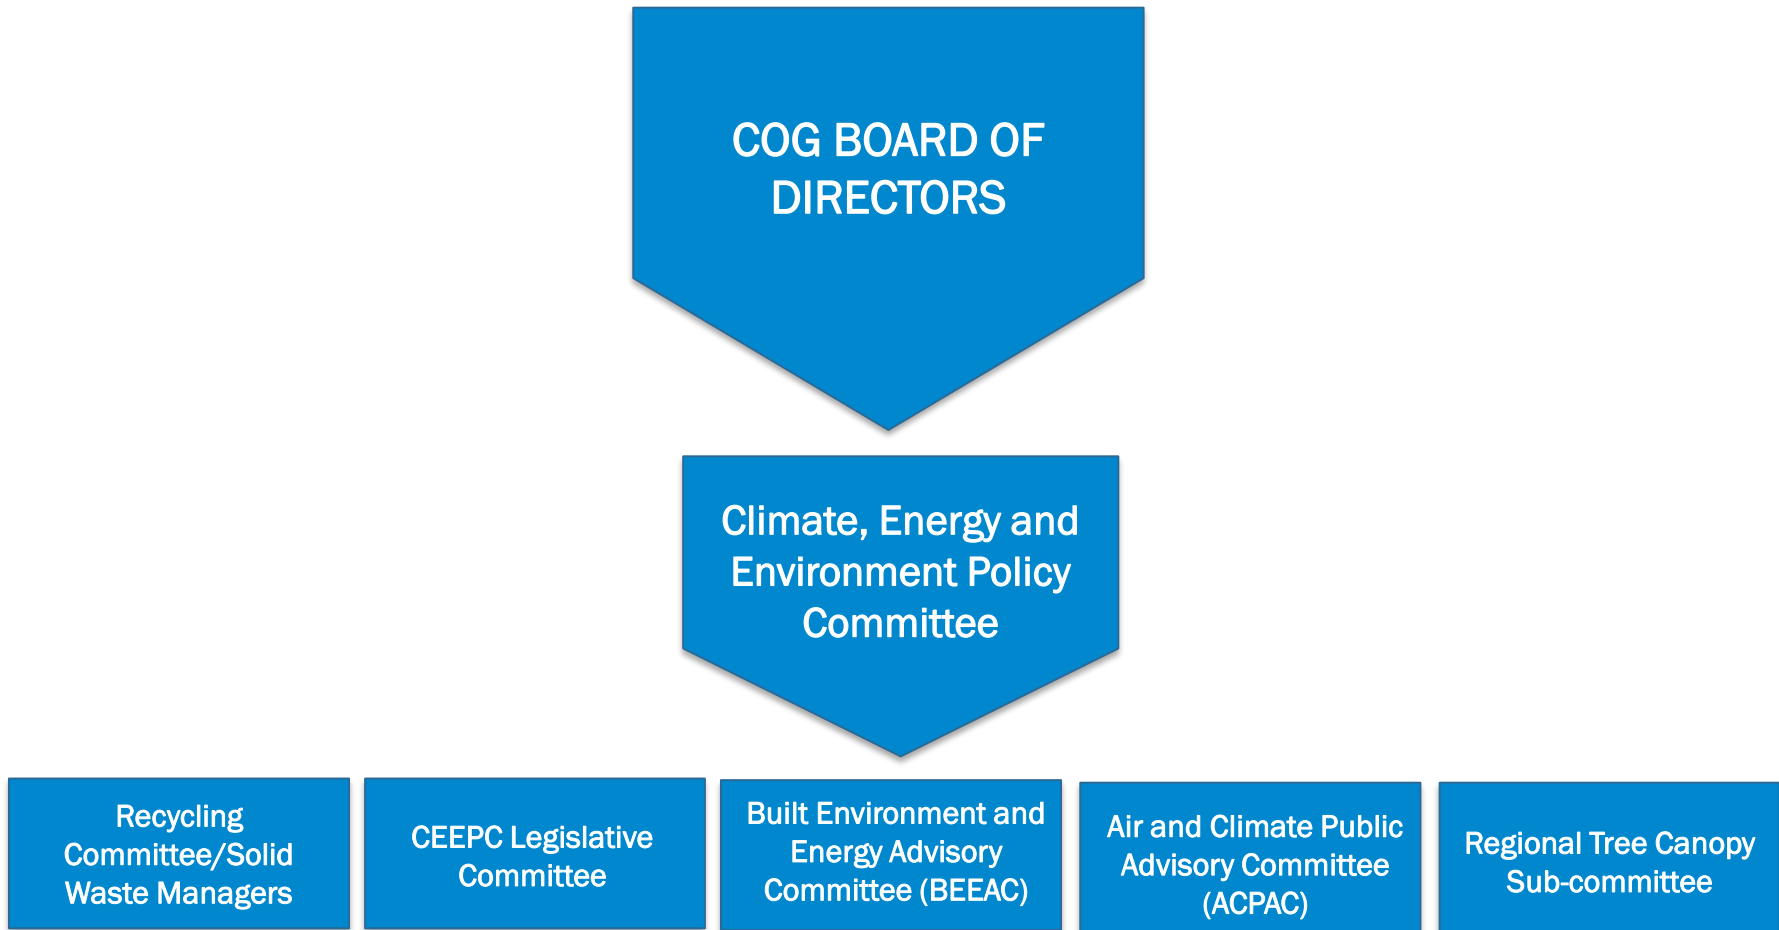 COG BOARD OF
DIRECTORS
Climate, Energy and
Environment Policy
Committee
Recycling
Committee/Solid
Waste Managers
CEEPC Legislative
Committee
Built Environment and
Energy Advisory
Committee (BEEAC)
Air and Climate Public
Advisory Committee
(ACPAC)
Regional Tree Canopy
Sub-committee